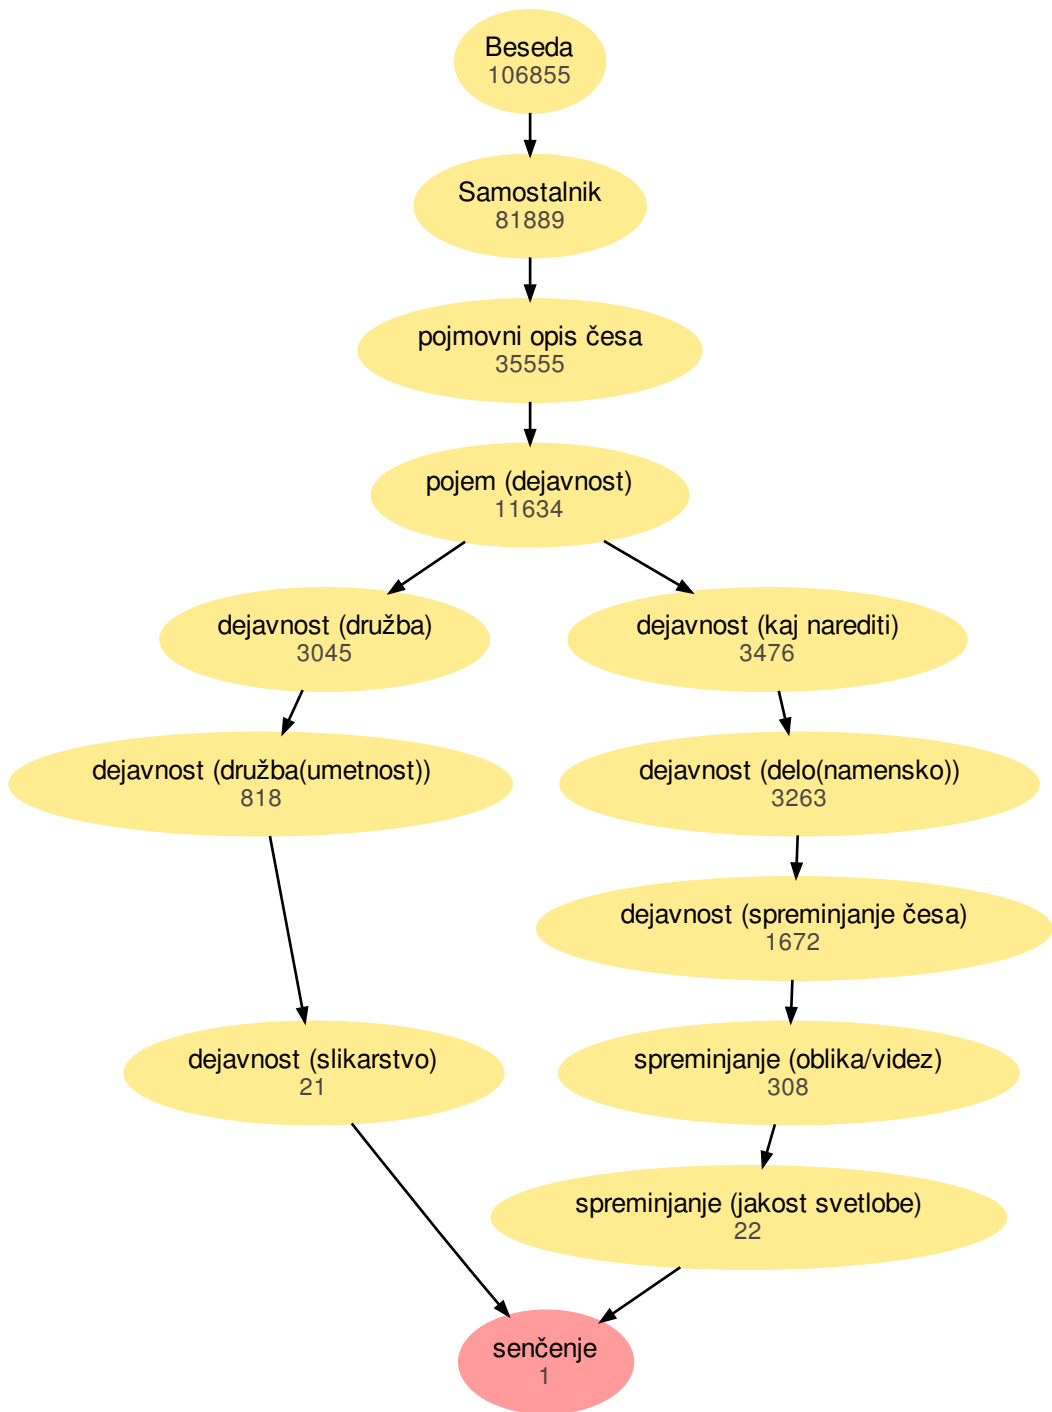 Beseda
106855
Samostalnik
81889
pojmovni opis česa
35555
pojem (dejavnost)
11634
dejavnost (družba)
3045
dejavnost (kaj narediti)
3476
dejavnost (družba(umetnost))
818
dejavnost (delo(namensko))
3263
dejavnost (spreminjanje česa)
1672
dejavnost (slikarstvo)
21
spreminjanje (oblika/videz)
308
spreminjanje (jakost svetlobe)
22
senčenje
1